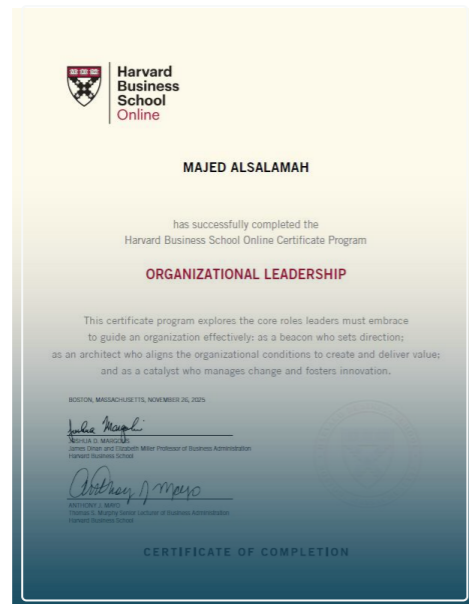 Harvard
Business
School
Online
MAJED ALSALAMAH
has successfully completed the
Harvard Business School Online Certificate Program
ORGANIZATIONAL LEADERSHIP
This certificate program explores the core roles leaders must embrace
to guide an organization effectively: as a beacon who sets direction;
as an architect who aligns the organizational conditions to create and deliver value;
and as a catalyst who manages change and fosters innovation.
BOSTON, MASSACHUSETTS, NOVEMBER 26, 2025
JOSHUA D. MARGOLIS
James Dinan and Elizabeth Miller Professor of Business Administration
Harvard Business School
Anthony J Mayo
ANTHONY J. MAYO
Thomas S. Murphy Senior Lecturer of Business Administration
Harvard Business School
CERTIFICATE OF COMPLETION